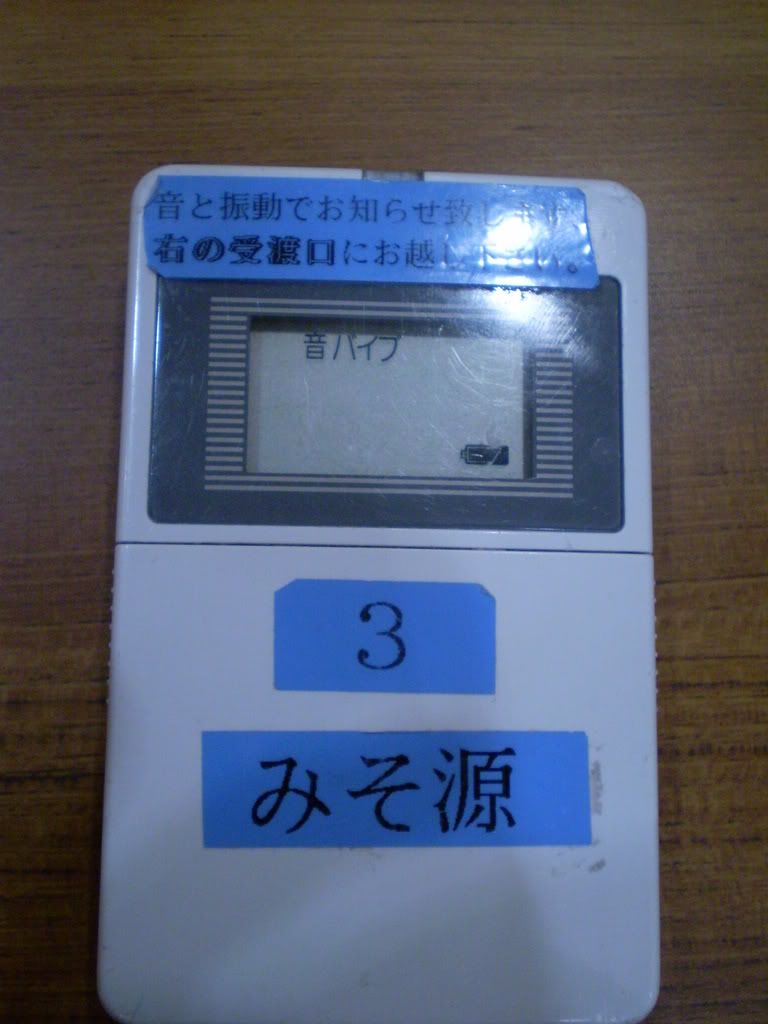 音と振動でお知らせ致します
右の受渡口にお越し下さい。
音バイブ
3
みそ源